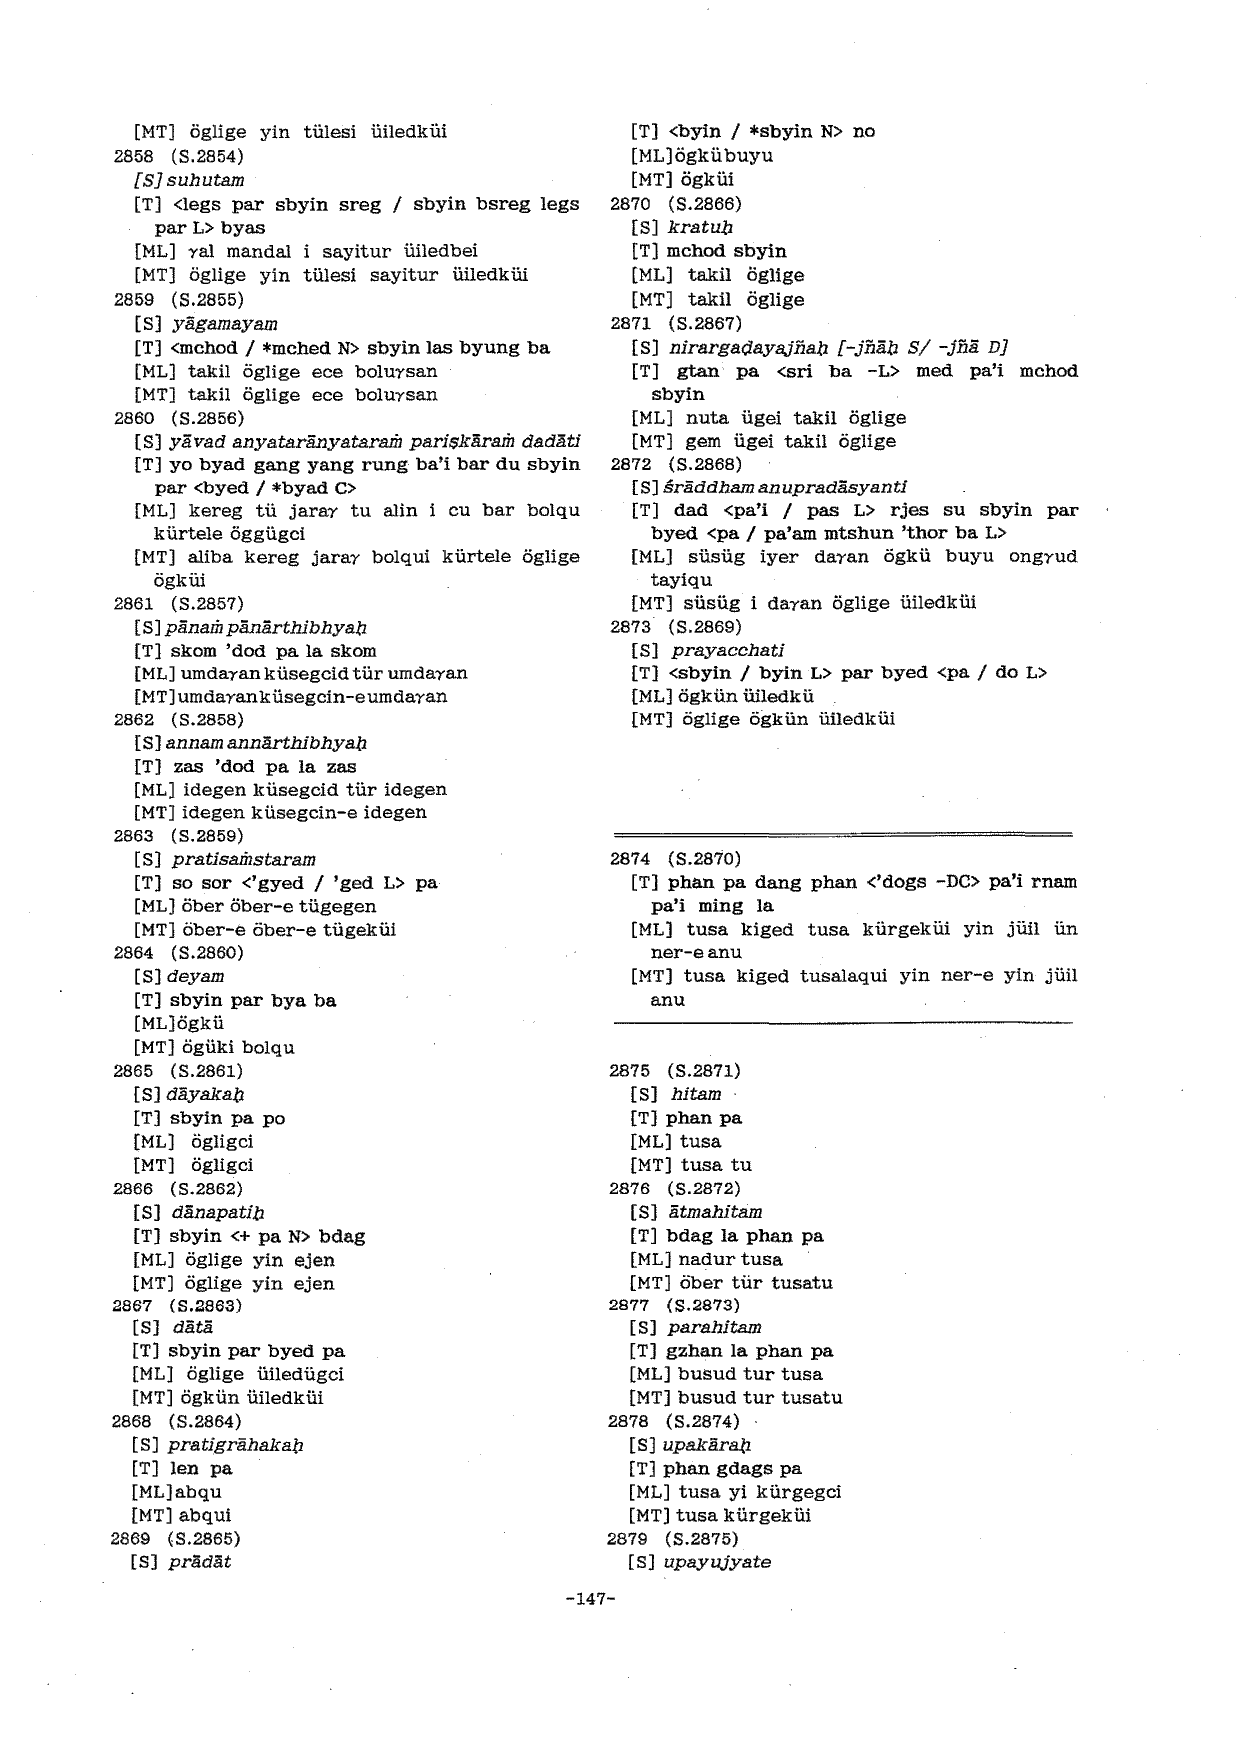 [MT] öglige yin tülesi üiledküi
2858 (S.2854)
[S] suhutam
[T] <legs par sbyin sreg / sbyin bsreg legs
par L> byas
[ML] γal mandal i sayitur üiledbei
[MT] öglige yin tülesi sayitur üiledküi
2859 (S.2855)
[S] yāgamayam
[T] <mchod / *mched N> sbyin las byung ba
[ML] takil öglige ece boluγsan
[MT] takil öglige ece boluγsan
2860 (S.2856)
[S] yāvad anyatarānyataraṁ pariṣkāraṁ dadāti
[T] yo byad gang yang rung ba'i bar du sbyin
par <byed / *byad C>
[ML] kereg tü jaraγ tu alin i cu bar bolqu
kürtele öggügci
[MT] aliba kereg jaraγ bolqui kürtele öglige
ögküi
2861 (S.2857)
[S] pānaṁ pānārthibhyaḥ
[T] skom 'dod pa la skom
[ML] umdaγan küsegcid tür umdaγan
[MT] umdaγan küsegcin-e umdaγan
2862 (S.2858)
[S] annam annārthibhyaḥ
[T] zas 'dod pa la zas
[ML] idegen küsegcid tür idegen
[MT] idegen küsegcin-e idegen
2863 (S.2859)
[S] pratisaṁstaram
[T] so sor <'gyed / 'ged L> pa
[ML] öber öber-e tügegen
[MT] öber-e öber-e tügeküi
2864 (S.2860)
[S] deyam
[T] sbyin par bya ba
[ML] ögkü
[MT] ögüki bolqu
2865 (S.2861)
[S] dāyakaḥ
[T] sbyin pa po
[ML] ögligci
[MT] ögligci
2866 (S.2862)
[S] dānapatiḥ
[T] sbyin <+ pa N> bdag
[ML] öglige yin ejen
[MT] öglige yin ejen
2867 (S.2863)
[S] dātā
[T] sbyin par byed pa
[ML] öglige üiledügci
[MT] ögkün üiledküi
2868 (S.2864)
[S] pratigrāhakaḥ
[T] len pa
[ML] abqu
[MT] abqui
2869 (S.2865)
[S] prādāt
[T] <byin / *sbyin N> no
[ML] ögkü buyu
[MT] ögküi
2870 (S.2866)
[S] kratuḥ
[T] mchod sbyin
[ML] takil öglige
[MT] takil öglige
2871 (S.2867)
[S] nirargaḍayajñaḥ [-jñāḥ S/ -jñā D]
[T] gtan pa <sri ba -L> med pa'i mchod
sbyin
[ML] nuta ügei takil öglige
[MT] gem ügei takil öglige
2872 (S.2868)
[S] śrāddham anupradāsyanti
[T] dad <pa'i / pas L> rjes su sbyin par
byed <pa / pa'am mtshun 'thor ba L>
[ML] süsüg iyer daγan ögkü buyu ongγud
tayiqu
[MT] süsüg i daγan öglige üiledküi
2873 (S.2869)
[S] prayacchati
[T] <sbyin / byin L> par byed <pa / do L>
[ML] ögkün üiledkü
[MT] öglige ögkün üiledküi
2874 (S.2870)
[T] phan pa dang phan <'dogs -DC> pa'i rnam
pa'i ming la
[ML] tusa kiged tusa kürgeküi yin jüil ün
ner-e anu
[MT] tusa kiged tusalaqui yin ner-e yin jüil
anu
2875 (S.2871)
[S] hitam
[T] phan pa
[ML] tusa
[MT] tusa tu
2876 (S.2872)
[S] ātmahitam
[T] bdag la phan pa
[ML] nadur tusa
[MT] öber tür tusatu
2877 (S.2873)
[S] parahitam
[T] gzhan la phan pa
[ML] busud tur tusa
[MT] busud tur tusatu
2878 (S.2874)
[S] upakāraḥ
[T] phan gdags pa
[ML] tusa yi kürgegci
[MT] tusa kürgeküi
2879 (S.2875)
[S] upayujyate
-147-